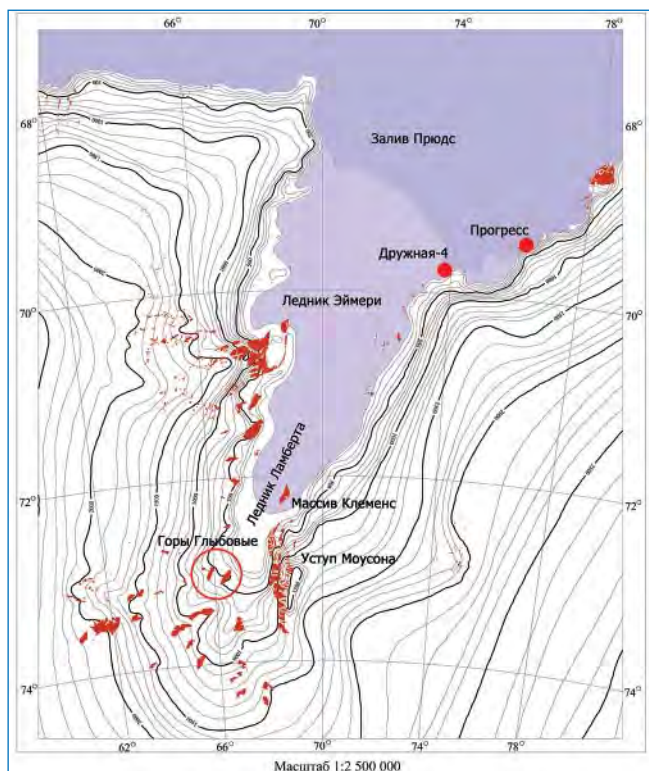 66° 70° 74° 78°
68° 68°
Залив Прюдс
Прогресс
Дружная-4
Ледник Эймери
70° 70°
Ледник Ламберта
72° 72°
Массив Клеменс
Горы Глыбовые
Уступ Моусона
74° 74°
62° 66° 70° 74° 78°
Масштаб 1:2 500 000